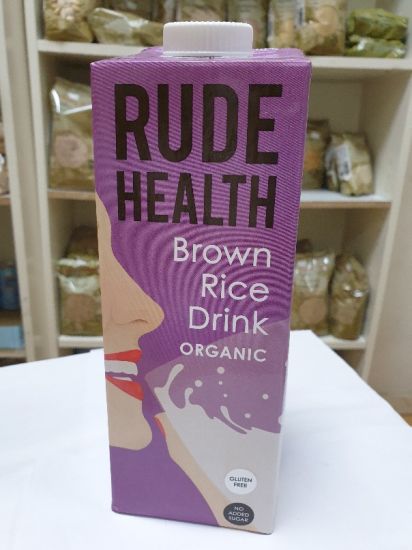 RUDE
HEALTH
Brown
Rice
Drink
ORGANIC
GLUTEN
FREE
NO
ADDED
SUGAR